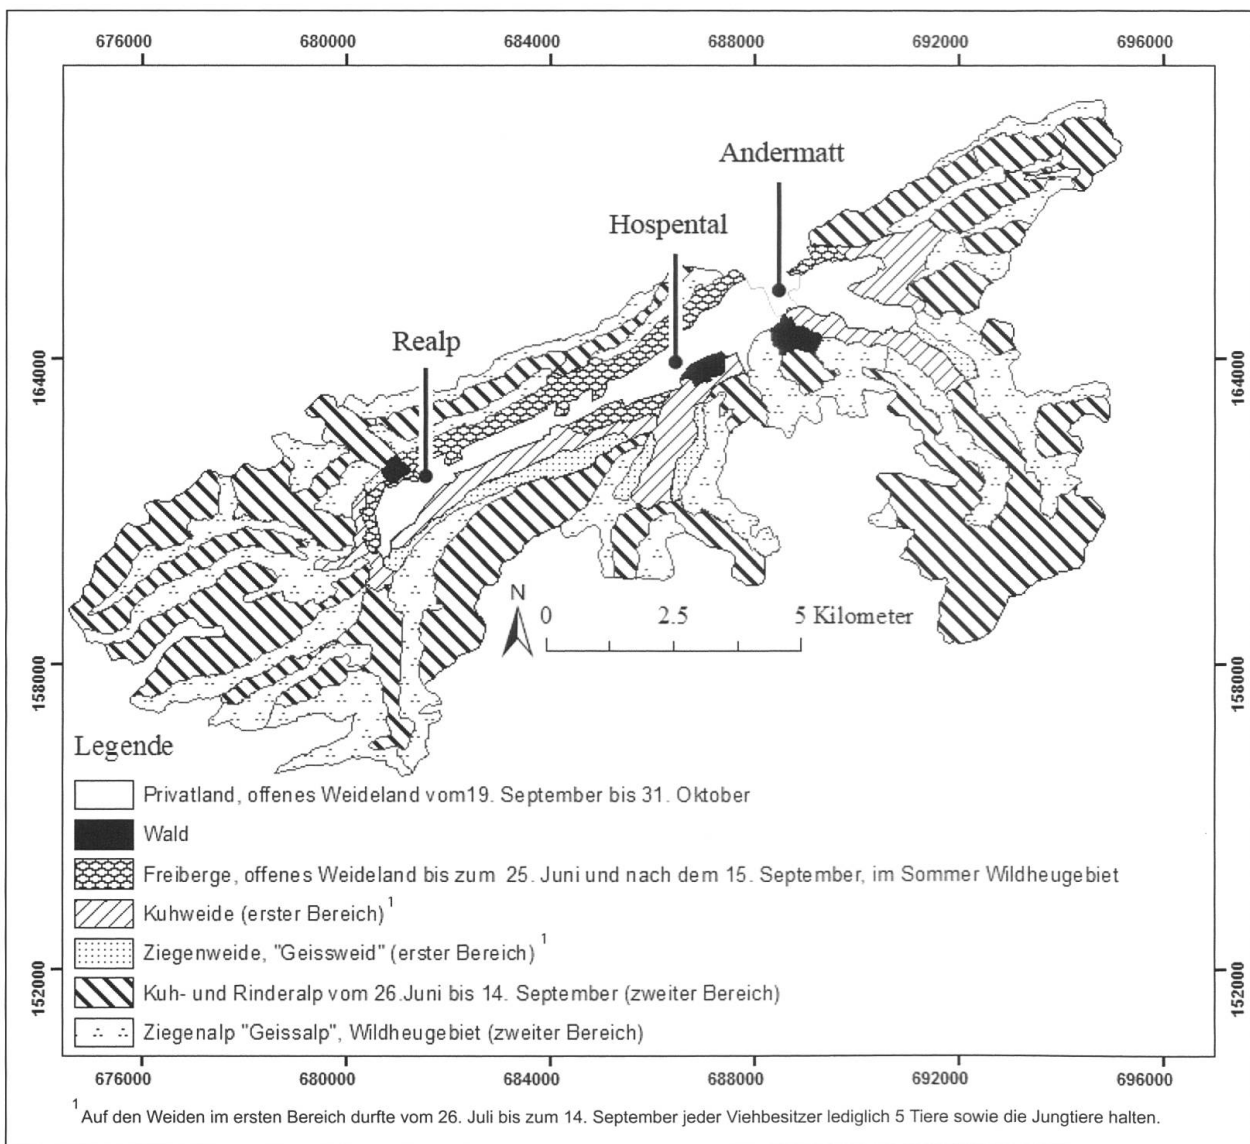 676000 680000 684000 688000 692000 696000
Andermatt
Hospental
Realp
164000 164000
N
0 2.5 5 Kilometer
158000 158000
Legende
Privatland, offenes Weideland vom19. September bis 31. Oktober
Wald
Freiberge, offenes Weideland bis zum 25. Juni und nach dem 15. September, im Sommer Wildheugebiet
Kuhweide (erster Bereich)¹
Ziegenweide, "Geissweid" (erster Bereich)¹
152000 152000
Kuh- und Rinderalp vom 26.Juni bis 14. September (zweiter Bereich)
Ziegenalp "Geissalp", Wildheugebiet (zweiter Bereich)
676000 680000 684000 688000 692000 696000
¹ Auf den Weiden im ersten Bereich durfte vom 26. Juli bis zum 14. September jeder Viehbesitzer lediglich 5 Tiere sowie die Jungtiere halten.